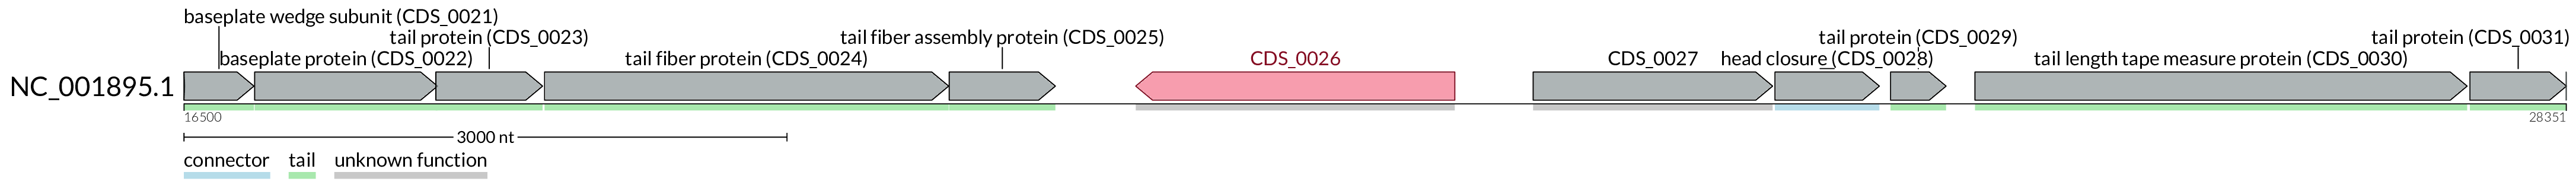 baseplate wedge subunit (CDS_0021)
tail protein (CDS_0023) tail fiber assembly protein (CDS_0025) tail protein (CDS_0029) tail protein (CDS_0031)
baseplate protein (CDS_0022) tail fiber protein (CDS_0024) CDS_0026 CDS_0027 head closure (CDS_0028) tail length tape measure protein (CDS_0030)
NC_001895.1
16500 28351
3000 nt
connector tail unknown function